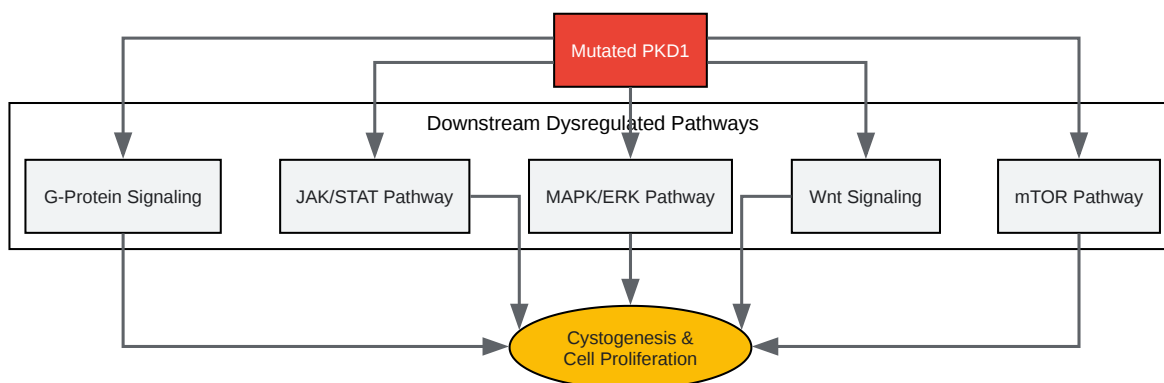 Mutated PKD1
Downstream Dysregulated Pathways
G-Protein Signaling
JAK/STAT Pathway
MAPK/ERK Pathway
Wnt Signaling
mTOR Pathway
Cystogenesis &
Cell Proliferation